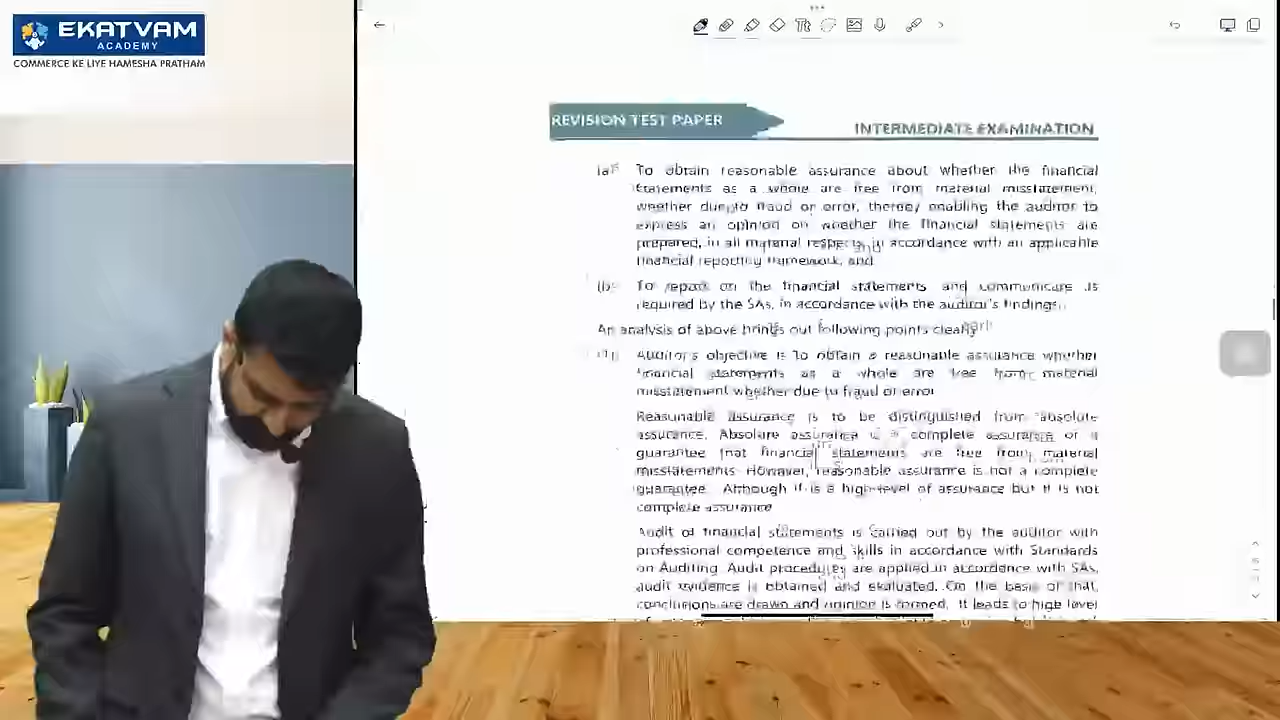 EKATVAM
ACADEMY
COMMERCE KE LIYE HAMESHA PRATHAM
REVISION TEST PAPER
INTERMEDIATE EXAMINATION
(a) To obtain reasonable assurance about whether the financial
statements as a whole are free from material misstatement,
whether due to fraud or error, thereby enabling the auditor to
express an opinion on whether the financial statements are
prepared, in all material respects, in accordance with an applicable
financial reporting framework; and
(b) To report on the financial statements and communicate as
required by the SAs, in accordance with the auditor's findings.
An analysis of above brings out following points clearly
(1) Auditor's objective is to obtain a reasonable assurance whether
financial statements as a whole are free from material
misstatement whether due to fraud or error
Reasonable assurance is to be distinguished from absolute
assurance. Absolute assurance is a complete assurance or a
guarantee that financial statements are free from material
misstatements. However, reasonable assurance is not a complete
guarantee. Although it is a high-level of assurance but it is not
complete assurance
Audit of financial statements is carried out by the auditor with
professional competence and skills in accordance with Standards
on Auditing. Audit procedures are applied in accordance with SAs,
audit evidence is obtained and evaluated. On the basis of that,
conclusions are drawn and opinion is formed. It leads to high level